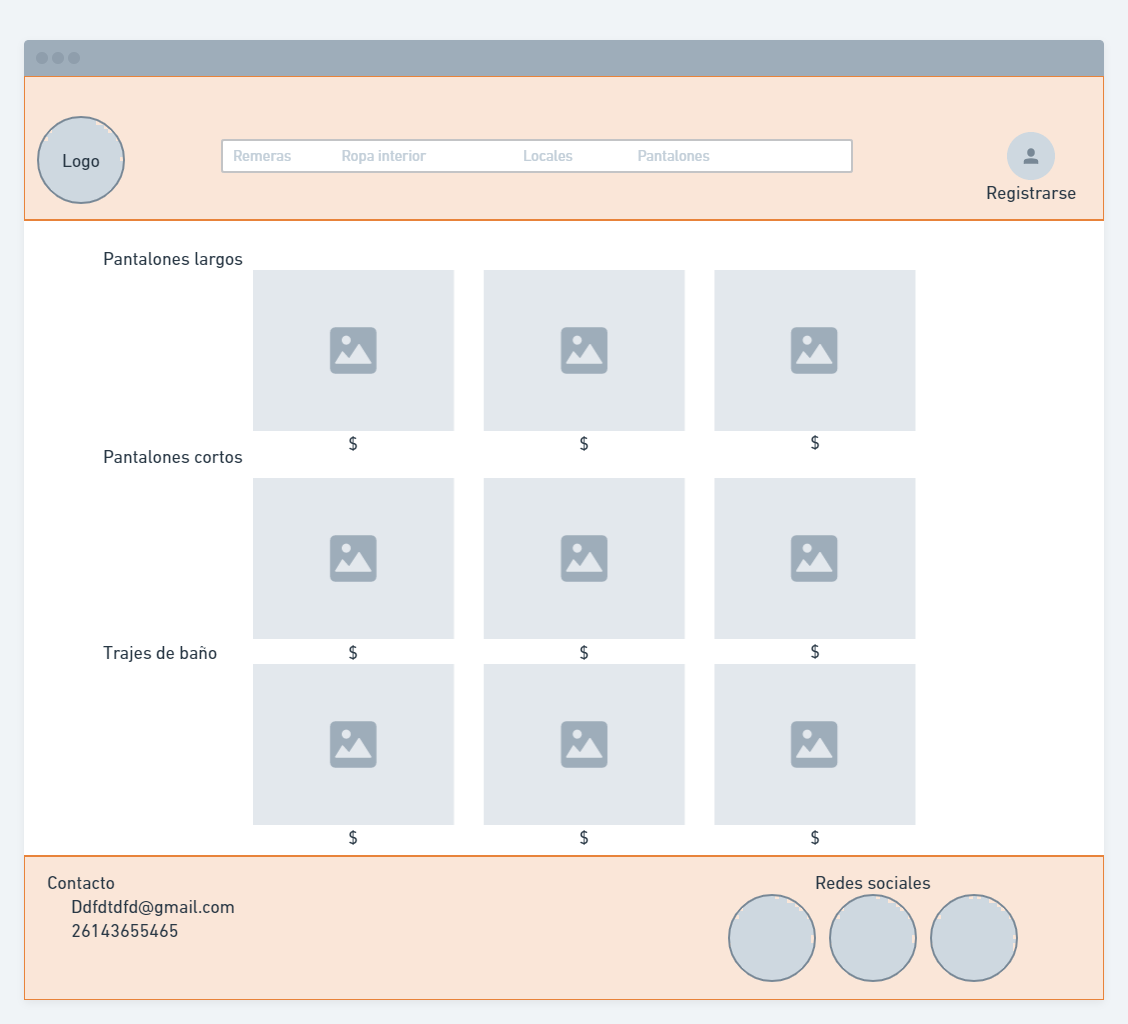 Logo
Remeras Ropa interior Locales Pantalones
Registrarse
Pantalones largos
$ $ $
Pantalones cortos
$ $ $
Trajes de baño
$ $ $
Contacto
Ddfdtdfd@gmail.com
26143655465
Redes sociales